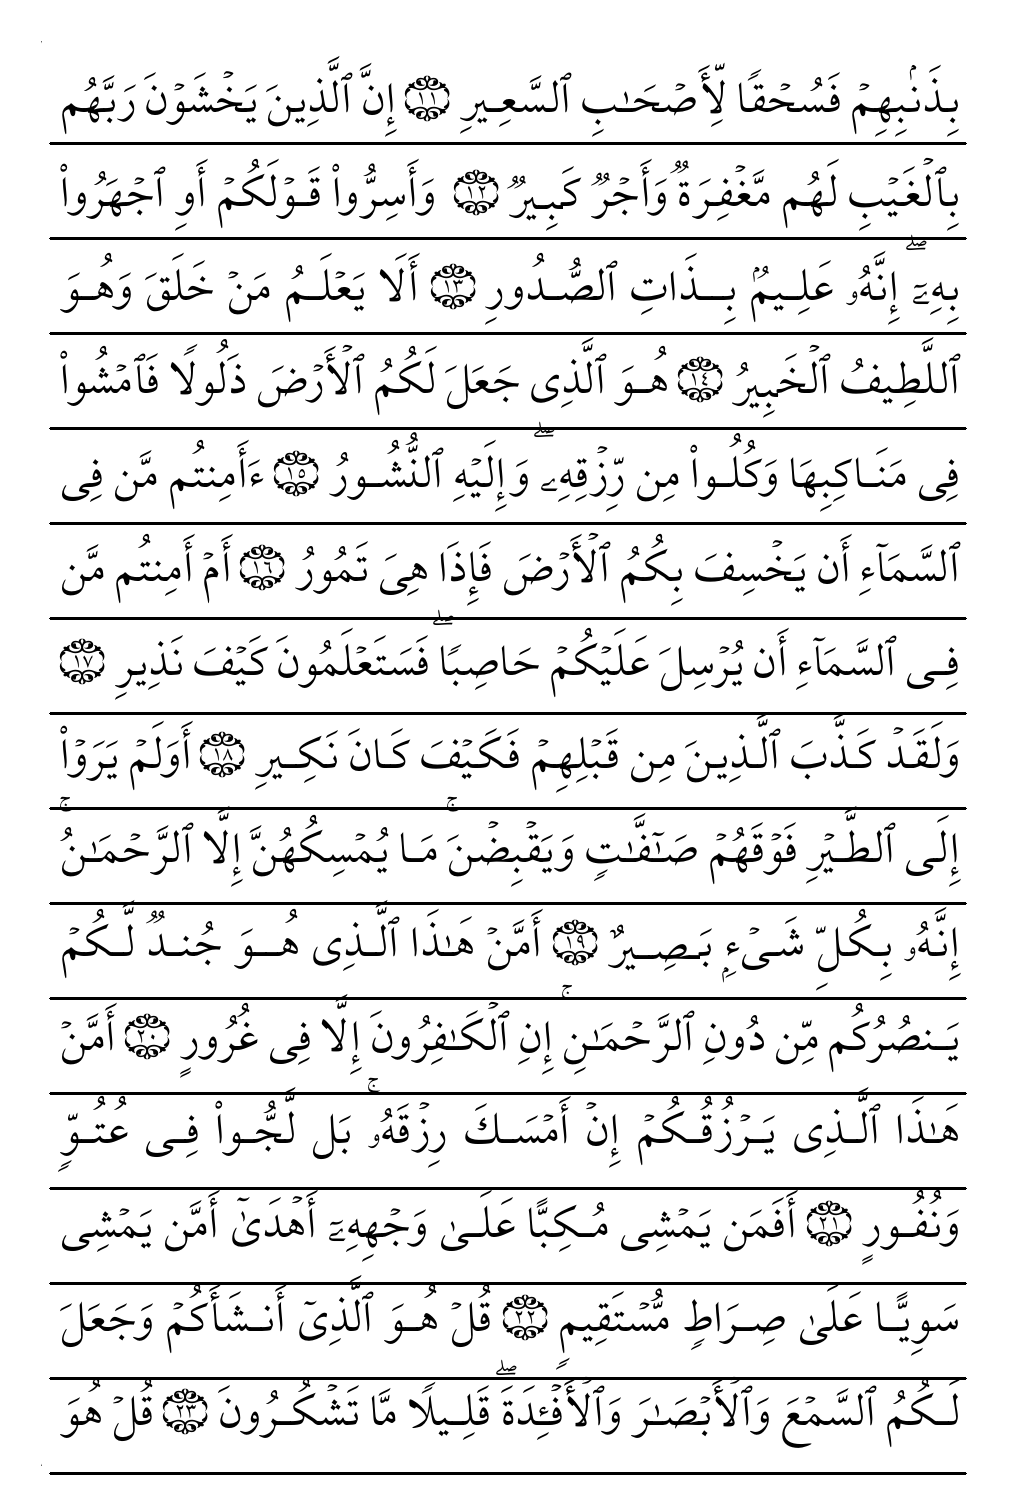 بِذَنۢبِهِمۡ فَسُحۡقًا لِّأَصۡحَـٰبِ ٱلسَّعِيرِ ١١ إِنَّ ٱلَّذِينَ يَخۡشَوۡنَ رَبَّهُم
بِٱلۡغَيۡبِ لَهُم مَّغۡفِرَةٌ وَأَجۡرٌ كَبِيرٌ ١٢ وَأَسِرُّوا۟ قَوۡلَكُمۡ أَوِ ٱجۡهَرُوا۟
بِهِۦٓ ۖ إِنَّهُۥ عَلِيمُۢ بِذَاتِ ٱلصُّدُورِ ١٣ أَلَا يَعۡلَمُ مَنۡ خَلَقَ وَهُوَ
ٱللَّطِيفُ ٱلۡخَبِيرُ ١٤ هُوَ ٱلَّذِى جَعَلَ لَكُمُ ٱلۡأَرۡضَ ذَلُولًا فَٱمۡشُوا۟
فِى مَنَاكِبِهَا وَكُلُوا۟ مِن رِّزۡقِهِۦ ۖ وَإِلَيۡهِ ٱلنُّشُورُ ١٥ ءَأَمِنتُم مَّن فِى
ٱلسَّمَآءِ أَن يَخۡسِفَ بِكُمُ ٱلۡأَرۡضَ فَإِذَا هِىَ تَمُورُ ١٦ أَمۡ أَمِنتُم مَّن
فِى ٱلسَّمَآءِ أَن يُرۡسِلَ عَلَيۡكُمۡ حَاصِبًا ۖ فَسَتَعۡلَمُونَ كَيۡفَ نَذِيرِ ١٧
وَلَقَدۡ كَذَّبَ ٱلَّذِينَ مِن قَبۡلِهِمۡ فَكَيۡفَ كَانَ نَكِيرِ ١٨ أَوَلَمۡ يَرَوۡا۟
إِلَى ٱلطَّيۡرِ فَوۡقَهُمۡ صَـٰٓفَّـٰتٍ وَيَقۡبِضۡنَ ۚ مَا يُمۡسِكُهُنَّ إِلَّا ٱلرَّحۡمَـٰنُ ۚ
إِنَّهُۥ بِكُلِّ شَىۡءِۭ بَصِيرٌ ١٩ أَمَّنۡ هَـٰذَا ٱلَّذِى هُوَ جُندٌ لَّكُمۡ
يَنصُرُكُم مِّن دُونِ ٱلرَّحۡمَـٰنِ ۚ إِنِ ٱلۡكَـٰفِرُونَ إِلَّا فِى غُرُورٍ ٢٠ أَمَّنۡ
هَـٰذَا ٱلَّذِى يَرۡزُقُكُمۡ إِنۡ أَمۡسَكَ رِزۡقَهُۥ ۚ بَل لَّجُّوا۟ فِى عُتُوٍّ
وَنُفُورٍ ٢١ أَفَمَن يَمۡشِى مُكِبًّا عَلَىٰ وَجۡهِهِۦٓ أَهۡدَىٰٓ أَمَّن يَمۡشِى
سَوِيًّا عَلَىٰ صِرَاطٍ مُّسۡتَقِيمٍ ٢٢ قُلۡ هُوَ ٱلَّذِىٓ أَنشَأَكُمۡ وَجَعَلَ
لَكُمُ ٱلسَّمۡعَ وَٱلۡأَبۡصَـٰرَ وَٱلۡأَفۡـِٔدَةَ ۖ قَلِيلًا مَّا تَشۡكُرُونَ ٢٣ قُلۡ هُوَ